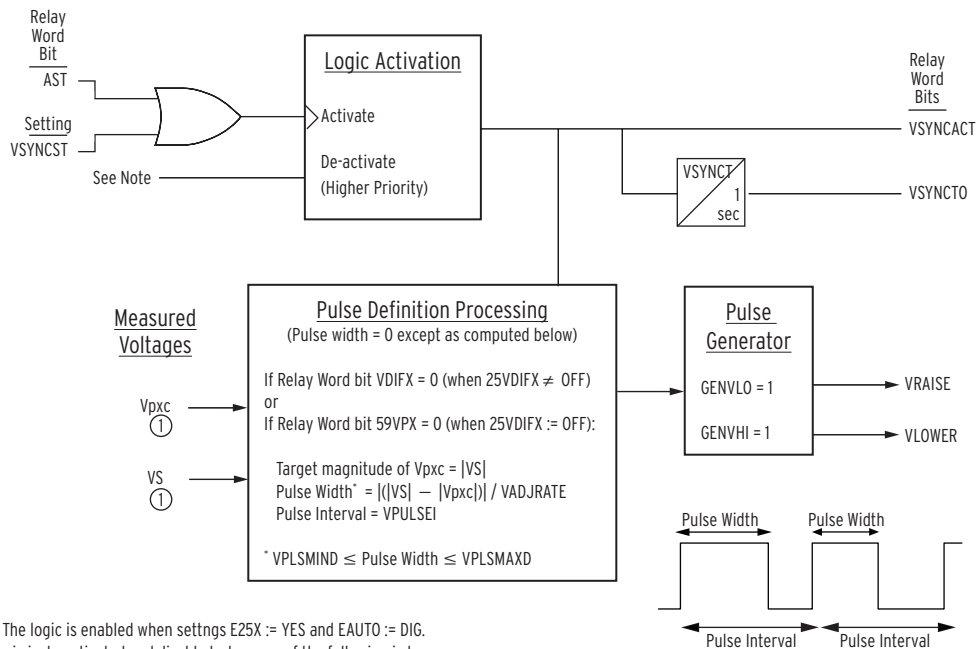 Relay
Word
Bit
AST
Setting
VSYNCST
See Note
Logic Activation
Activate
De-activate
(Higher Priority)
Relay
Word
Bits
VSYNCACT
VSYNCT
1
sec
VSYNCTO
Measured
Voltages
Vpxc
①
VS
①
Pulse Definition Processing
(Pulse width = 0 except as computed below)
If Relay Word bit VDIFX = 0 (when 25VDIFX ≠ OFF)
or
If Relay Word bit 59VPX = 0 (when 25VDIFX := OFF):
Target magnitude of Vpxc = |VS|
Pulse Width* = |(|VS| − |Vpxc|)| / VADJRATE
Pulse Interval = VPULSEI
* VPLSMIND ≤ Pulse Width ≤ VPLSMAXD
Pulse
Generator
GENVLO = 1
GENVHI = 1
VRAISE
VLOWER
Pulse Width
Pulse Width
Pulse Interval
Pulse Interval
The logic is enabled when settngs E25X := YES and EAUTO := DIG.